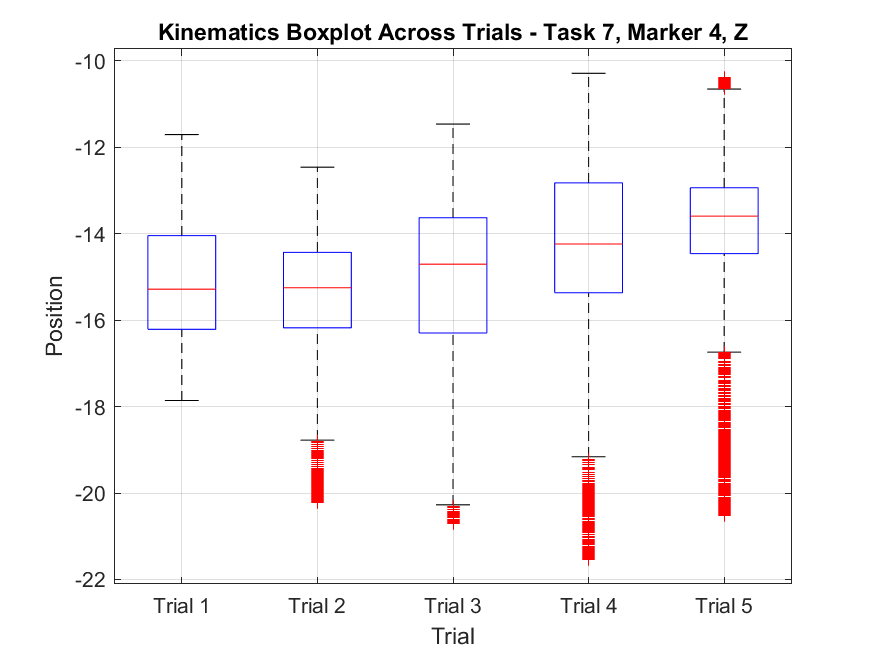 Kinematics Boxplot Across Trials - Task 7, Marker 4, Z
-10
-12
-14
-16
-18
-20
-22
Position
Trial 1 Trial 2 Trial 3 Trial 4 Trial 5
Trial